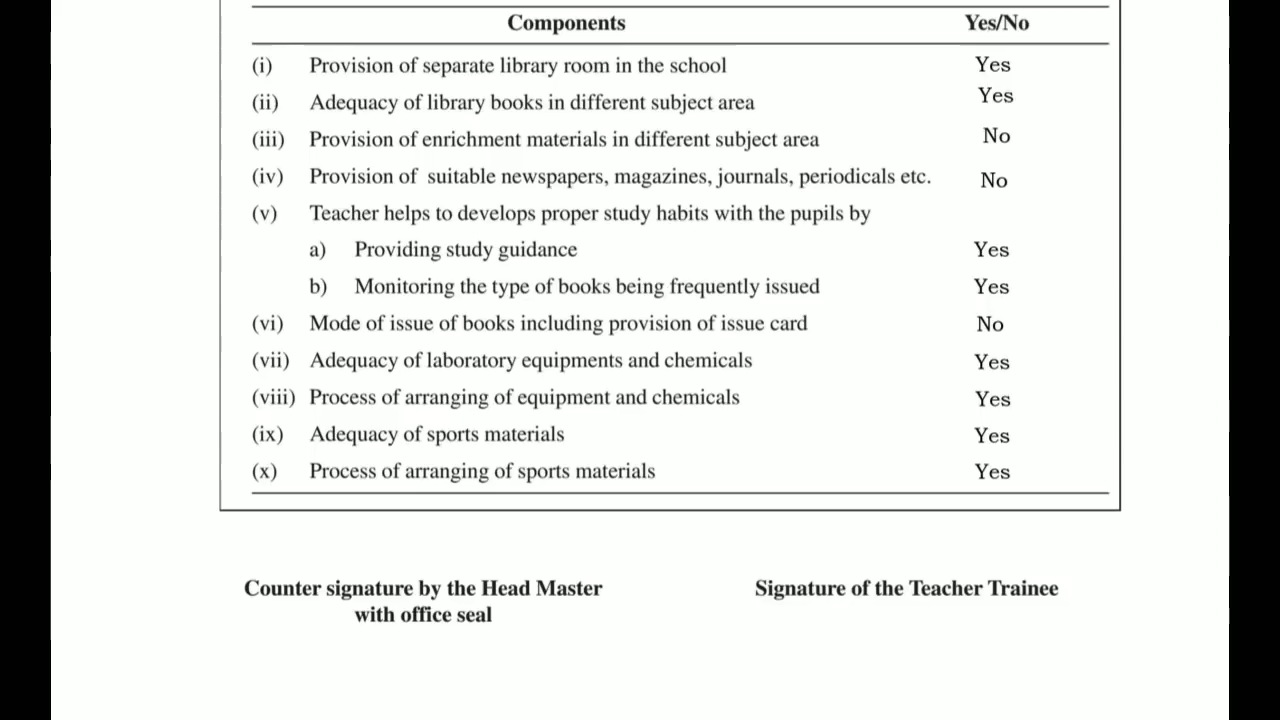 Components Yes/No
(i) Provision of separate library room in the school Yes
(ii) Adequacy of library books in different subject area Yes
(iii) Provision of enrichment materials in different subject area No
(iv) Provision of suitable newspapers, magazines, journals, periodicals etc. No
(v) Teacher helps to develops proper study habits with the pupils by
a) Providing study guidance Yes
b) Monitoring the type of books being frequently issued Yes
(vi) Mode of issue of books including provision of issue card No
(vii) Adequacy of laboratory equipments and chemicals Yes
(viii) Process of arranging of equipment and chemicals Yes
(ix) Adequacy of sports materials Yes
(x) Process of arranging of sports materials Yes
Counter signature by the Head Master Signature of the Teacher Trainee
with office seal